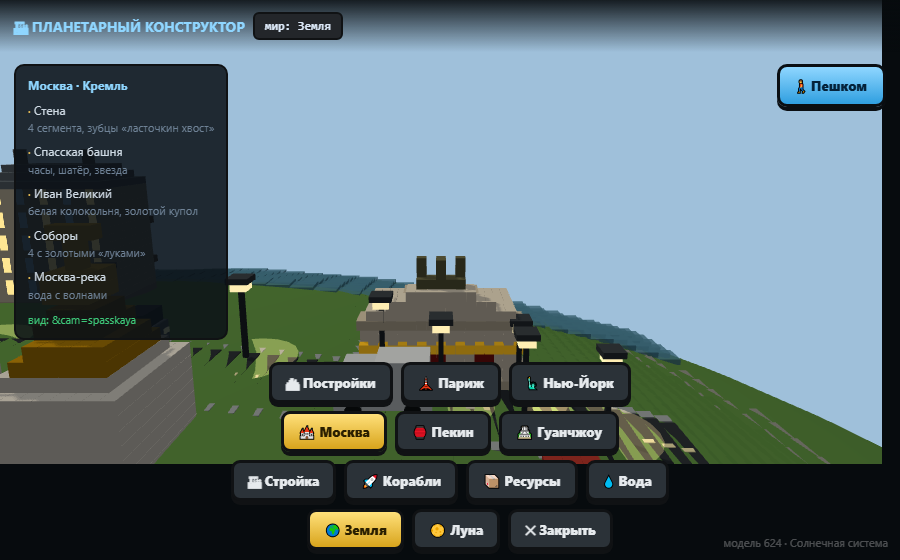 ПЛАНЕТАРНЫЙ КОНСТРУКТОР
мир: Земля
Москва · Кремль
· Стена
4 сегмента, зубцы «ласточкин хвост»
· Спасская башня
часы, шатёр, звезда
· Иван Великий
белая колокольня, золотой купол
· Соборы
4 с золотыми «луками»
· Москва-река
вода с волнами
вид: &cam=spasskaya
Пешком
Постройки Париж Нью-Йорк
Москва Пекин Гуанчжоу
Стройка Корабли Ресурсы Вода
Земля Луна Закрыть
модель 624 · Солнечная система